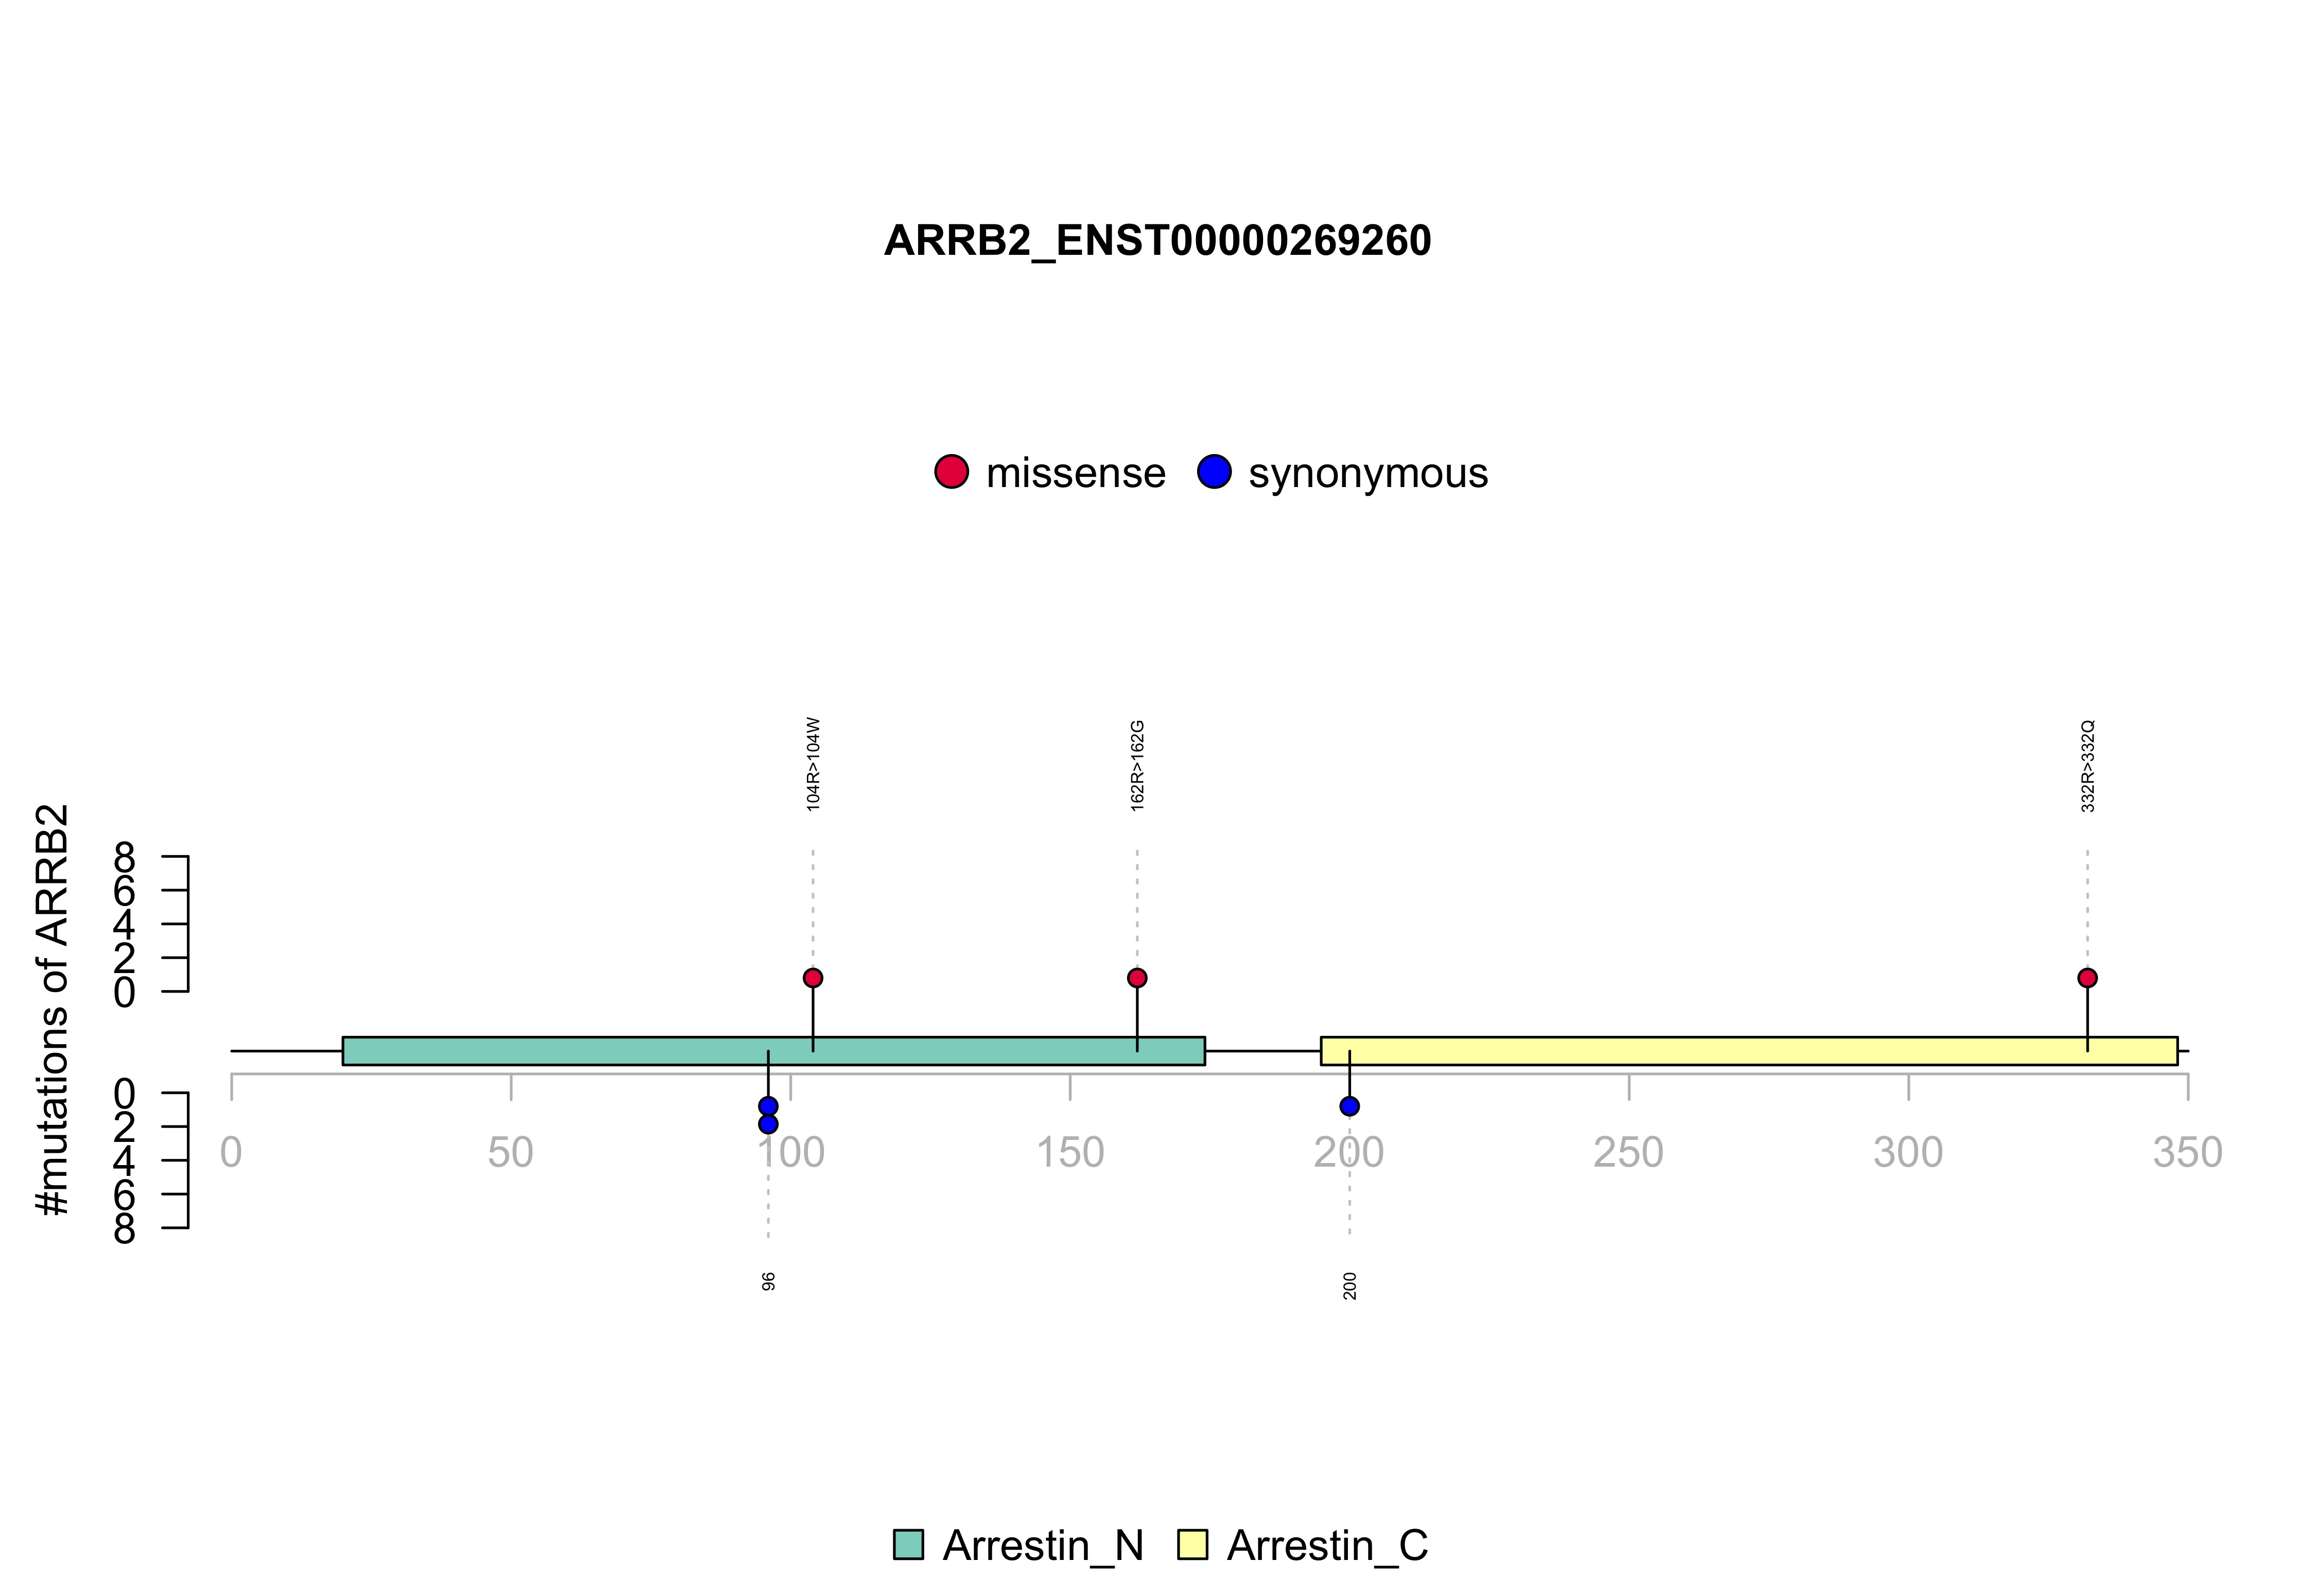 ARRB2_ENST00000269260
missense synonymous
104R>104W 162R>162G 332R>332Q
#mutations of ARRB2
8
6
4
2
0
0
2
4
6
8
0 50 100 150 200 250 300 350
96 200
Arrestin_N Arrestin_C